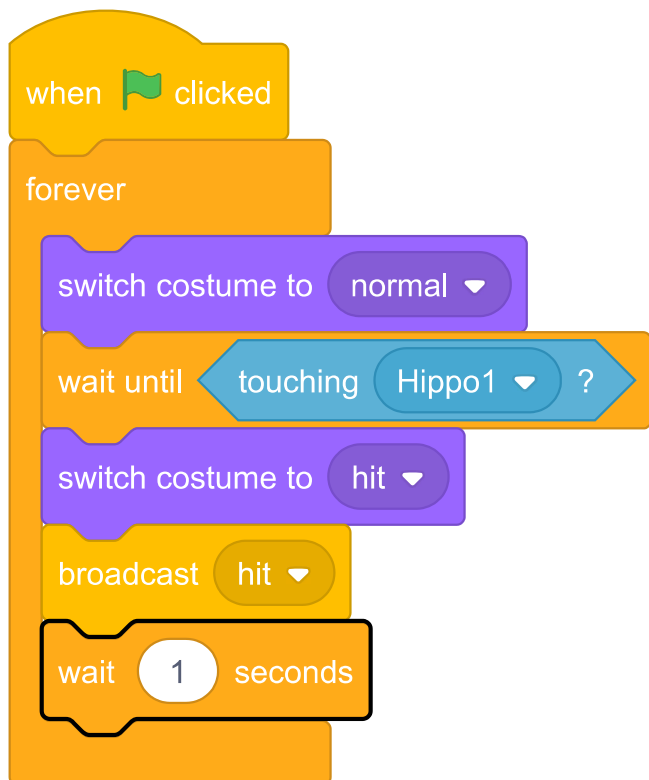 when clicked
forever
switch costume to normal
wait until touching Hippo1 ?
switch costume to hit
broadcast hit
wait 1 seconds